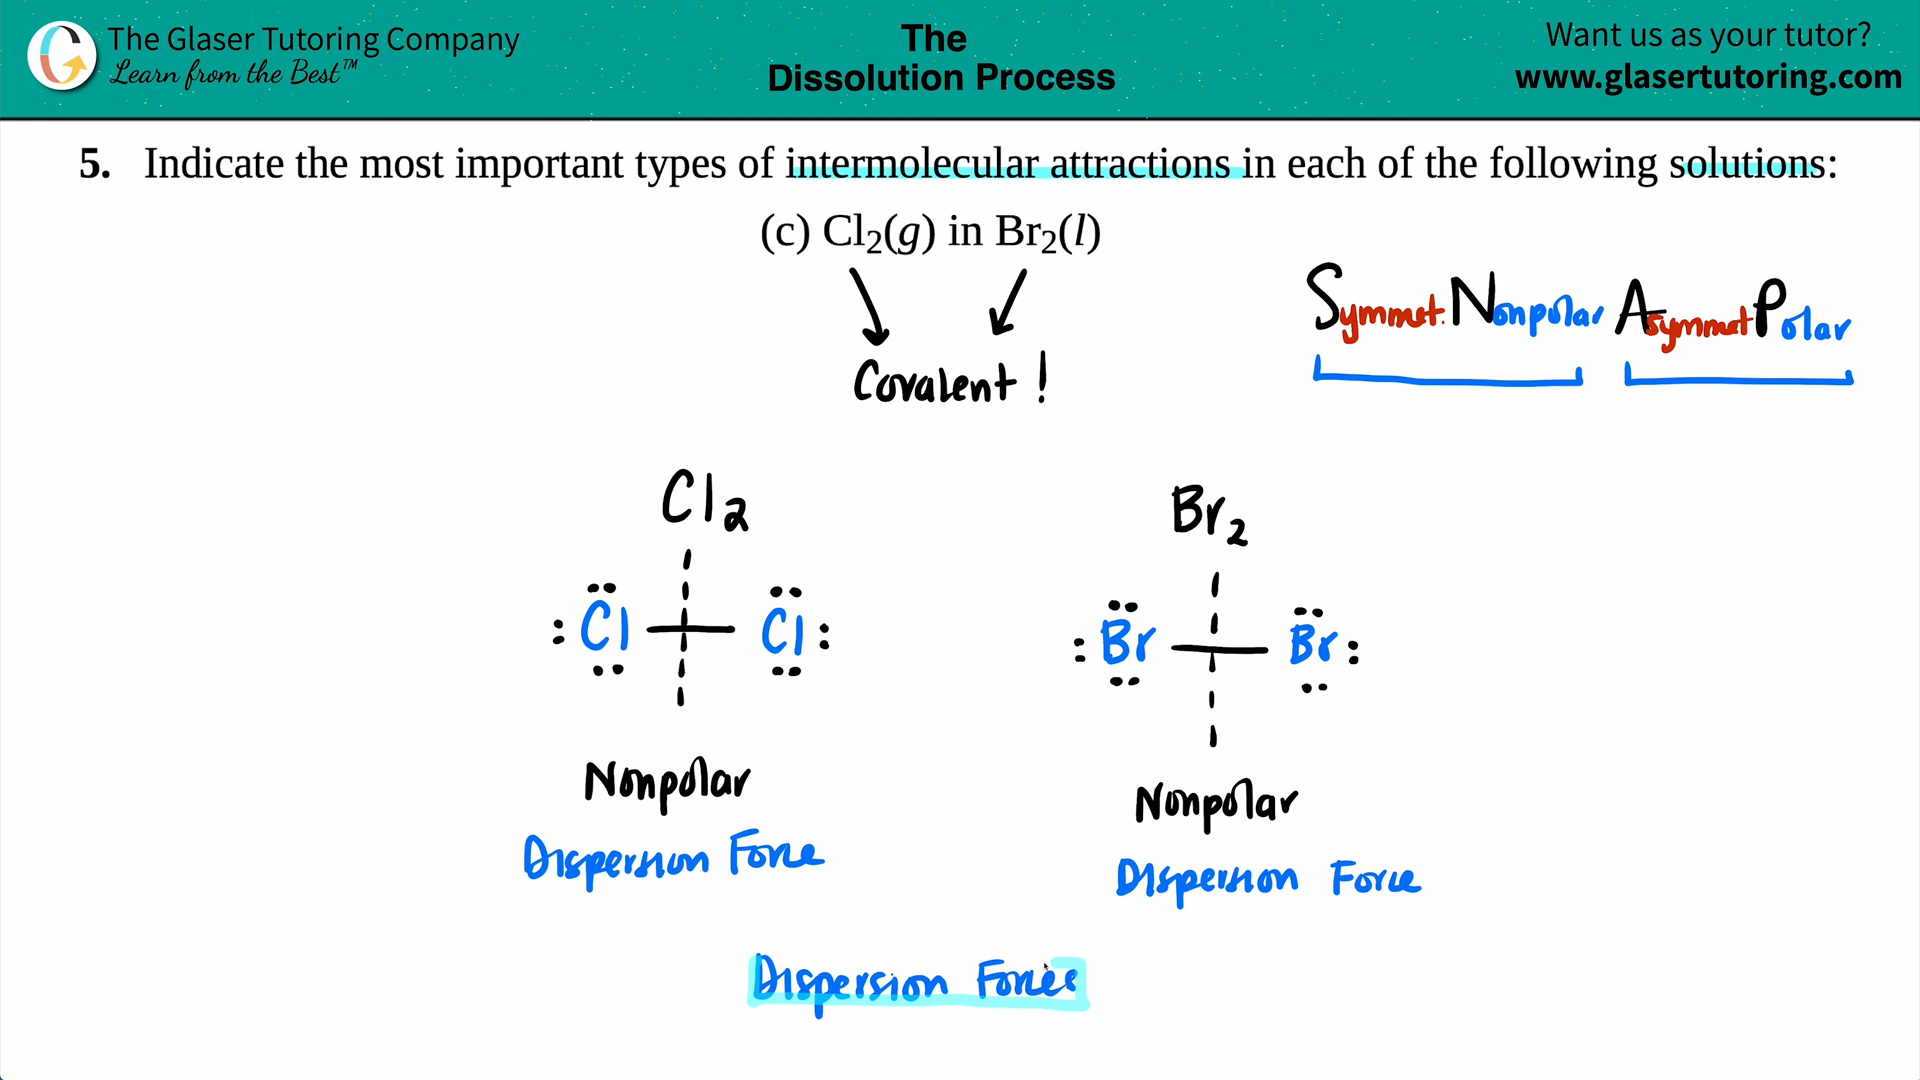 The Glaser Tutoring Company
Learn from the Best™
The
Dissolution Process
Want us as your tutor?
www.glasertutoring.com
5. Indicate the most important types of intermolecular attractions in each of the following solutions:
(c) Cl₂(g) in Br₂(l)
Symmet. Nonpolar Asymmet Polar
Covalent !
Cl₂
Br₂
:Cl — Cl:
:Br — Br:
Nonpolar
Nonpolar
Dispersion Force
Dispersion Force
Dispersion Forces